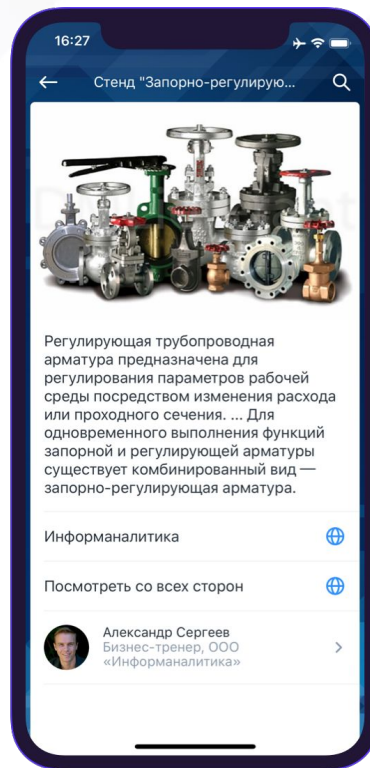 16:27
Стенд "Запорно-регулирую...
Регулирующая трубопроводная
арматура предназначена для
регулирования параметров рабочей
среды посредством изменения расхода
или проходного сечения. ... Для
одновременного выполнения функций
запорной и регулирующей арматуры
существует комбинированный вид —
запорно-регулирующая арматура.
Информаналитика
Посмотреть со всех сторон
Александр Сергеев
Бизнес-тренер, ООО
«Информаналитика»